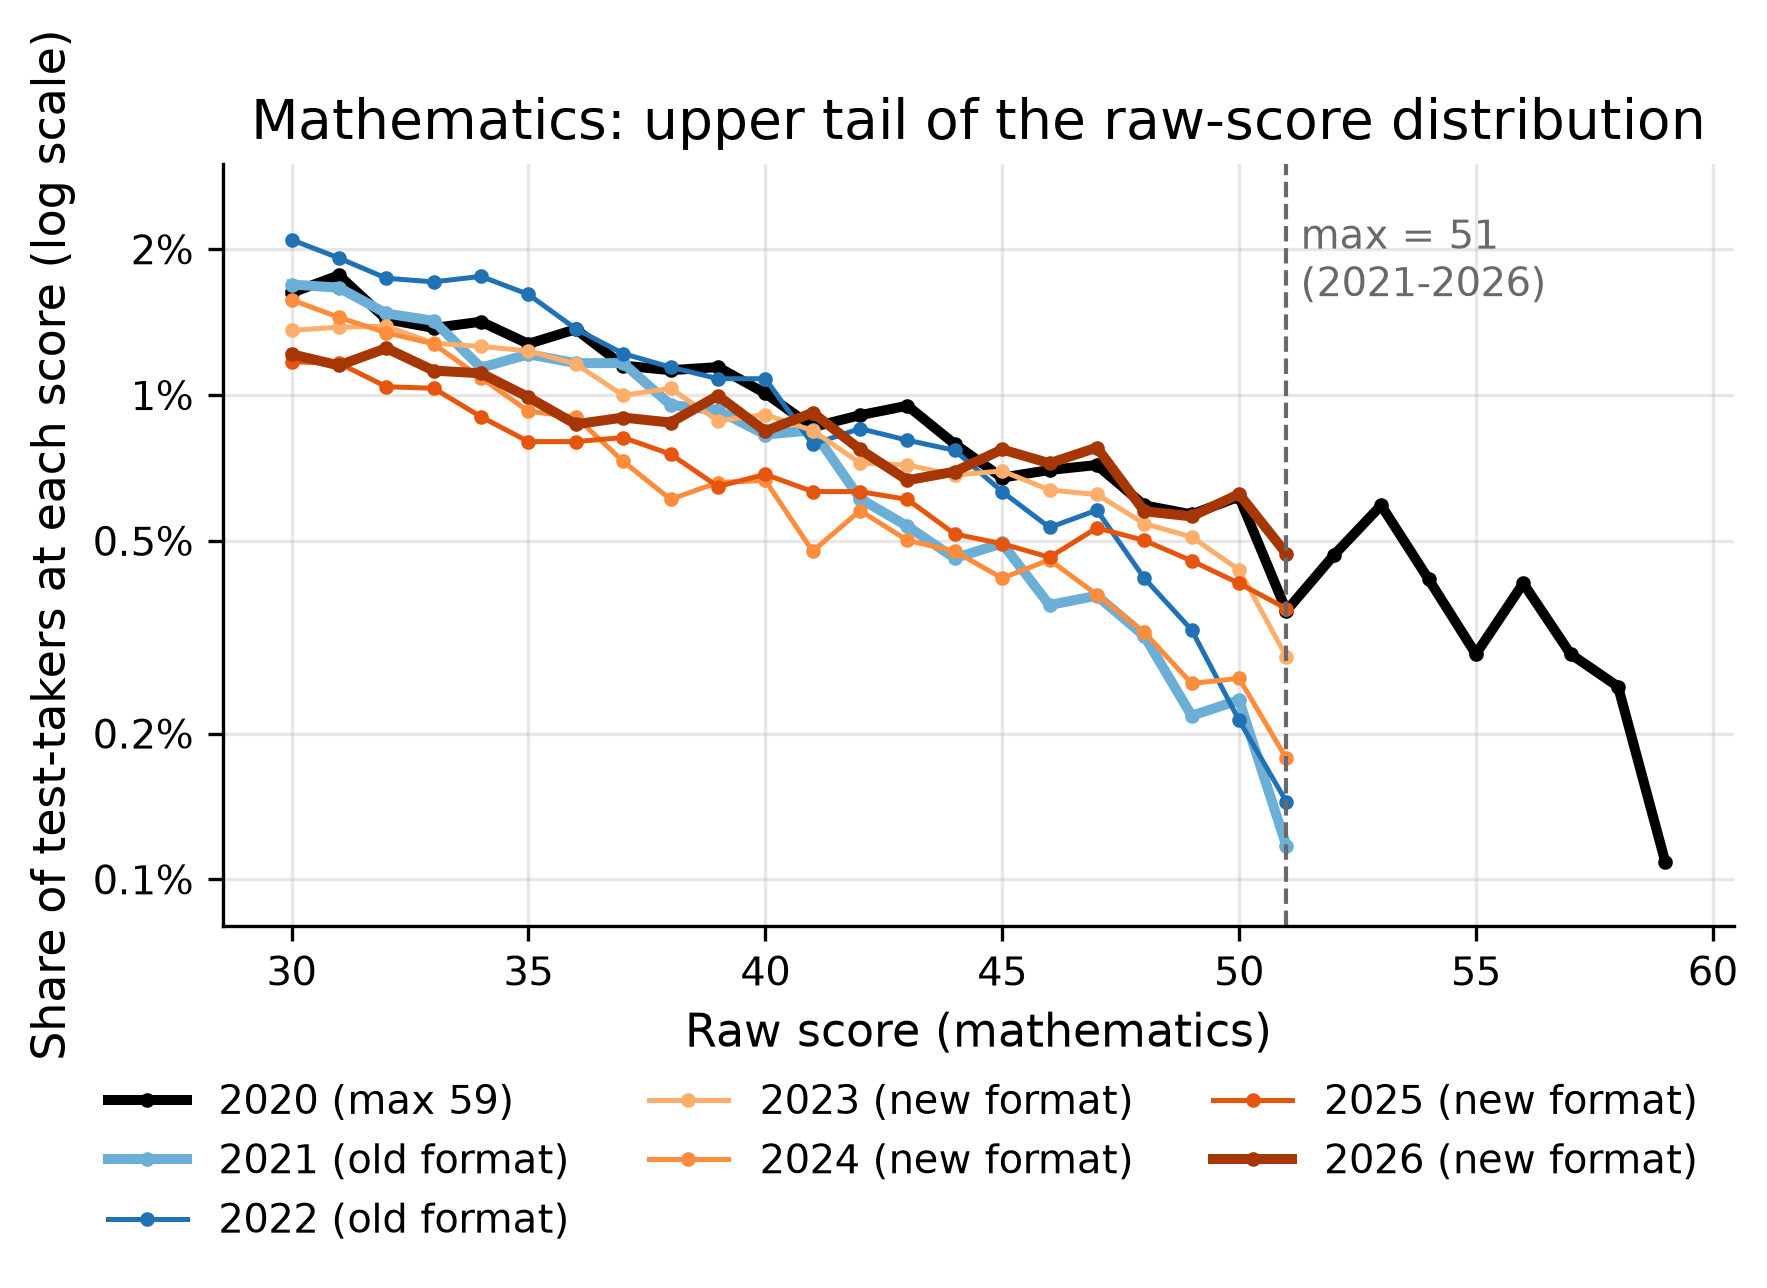 Mathematics: upper tail of the raw-score distribution
Share of test-takers at each score (log scale)
max = 51
(2021-2026)
2%
1%
0.5%
0.2%
0.1%
30 35 40 45 50 55 60
Raw score (mathematics)
2020 (max 59)
2021 (old format)
2022 (old format)
2023 (new format)
2024 (new format)
2025 (new format)
2026 (new format)